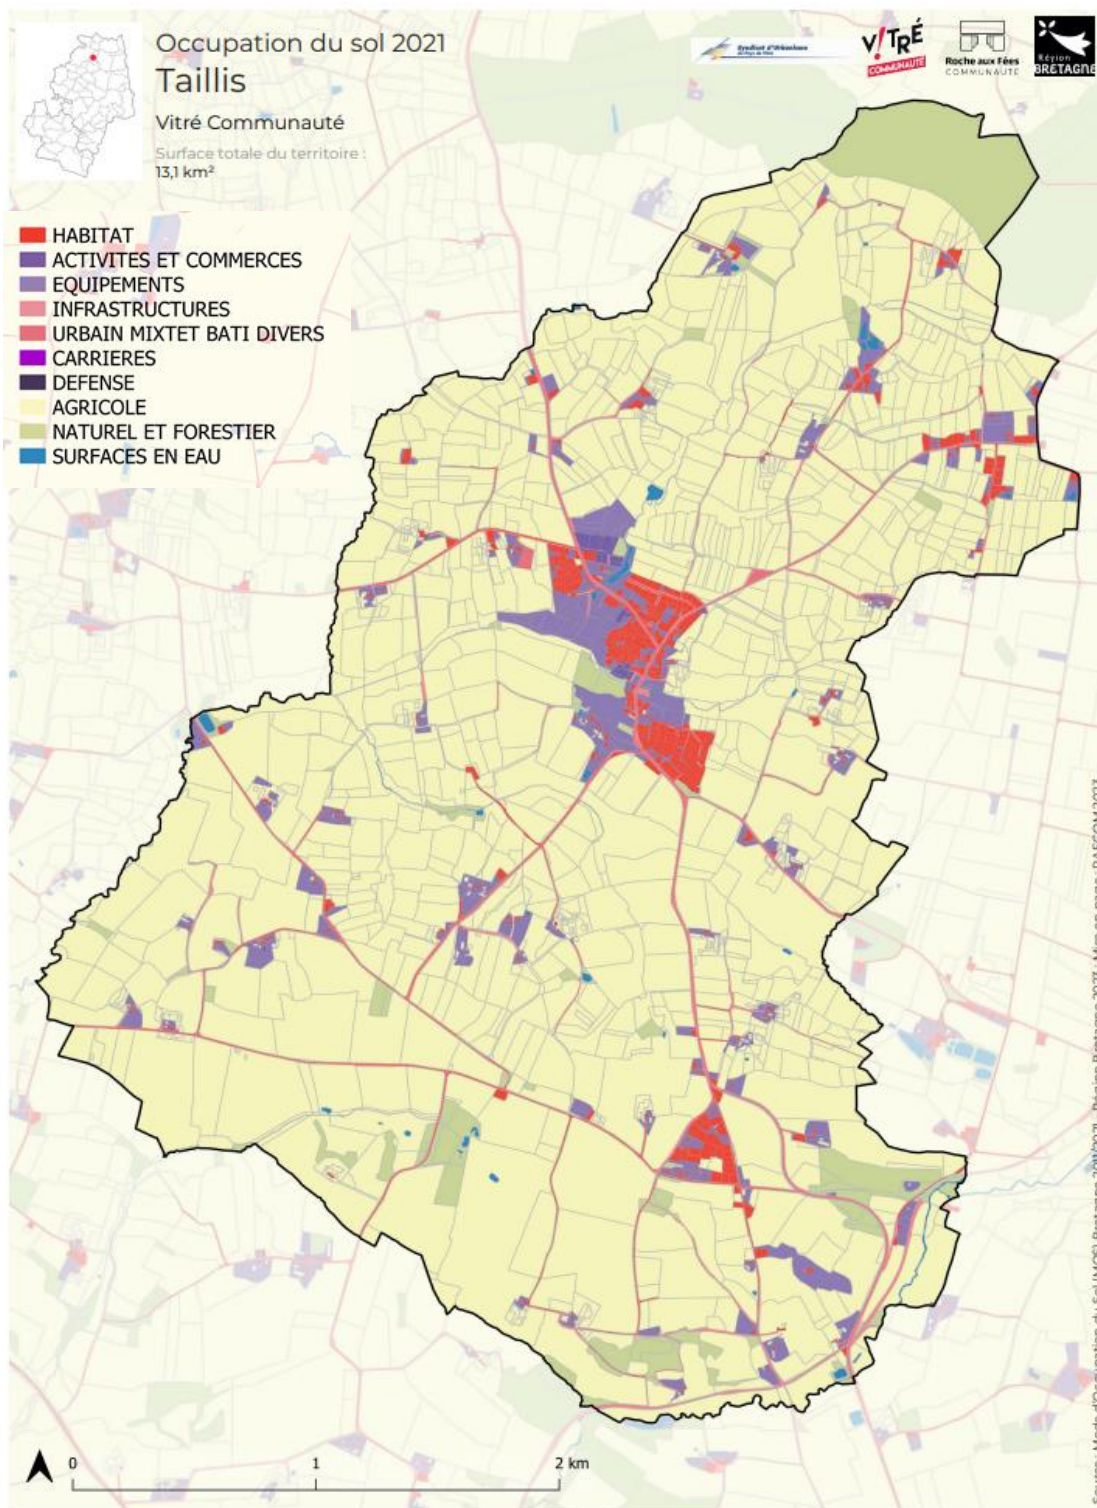 Occupation du sol 2021
Taillis
Vitré Communauté
Surface totale du territoire :
13,1 km²
Syndicat d'Urbanisme
V!TRÉ
COMMUNAUTÉ
Roche aux Fées
COMMUNAUTÉ
Région
BRETAGNE
HABITAT
ACTIVITES ET COMMERCES
EQUIPEMENTS
INFRASTRUCTURES
URBAIN MIXTET BATI DIVERS
CARRIERES
DEFENSE
AGRICOLE
NATUREL ET FORESTIER
SURFACES EN EAU
0 1 2 km